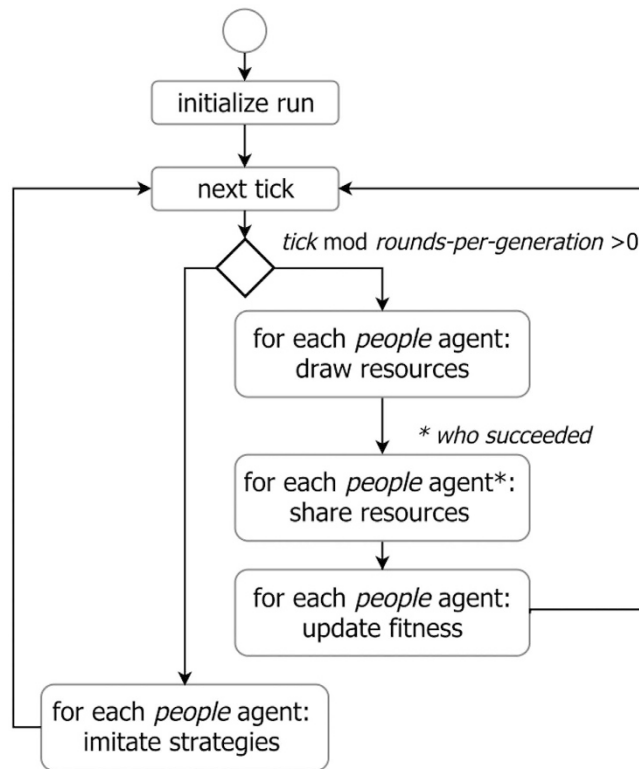 initialize run
next tick
tick mod rounds-per-generation >0
for each people agent:
draw resources
* who succeeded
for each people agent*:
share resources
for each people agent:
update fitness
for each people agent:
imitate strategies